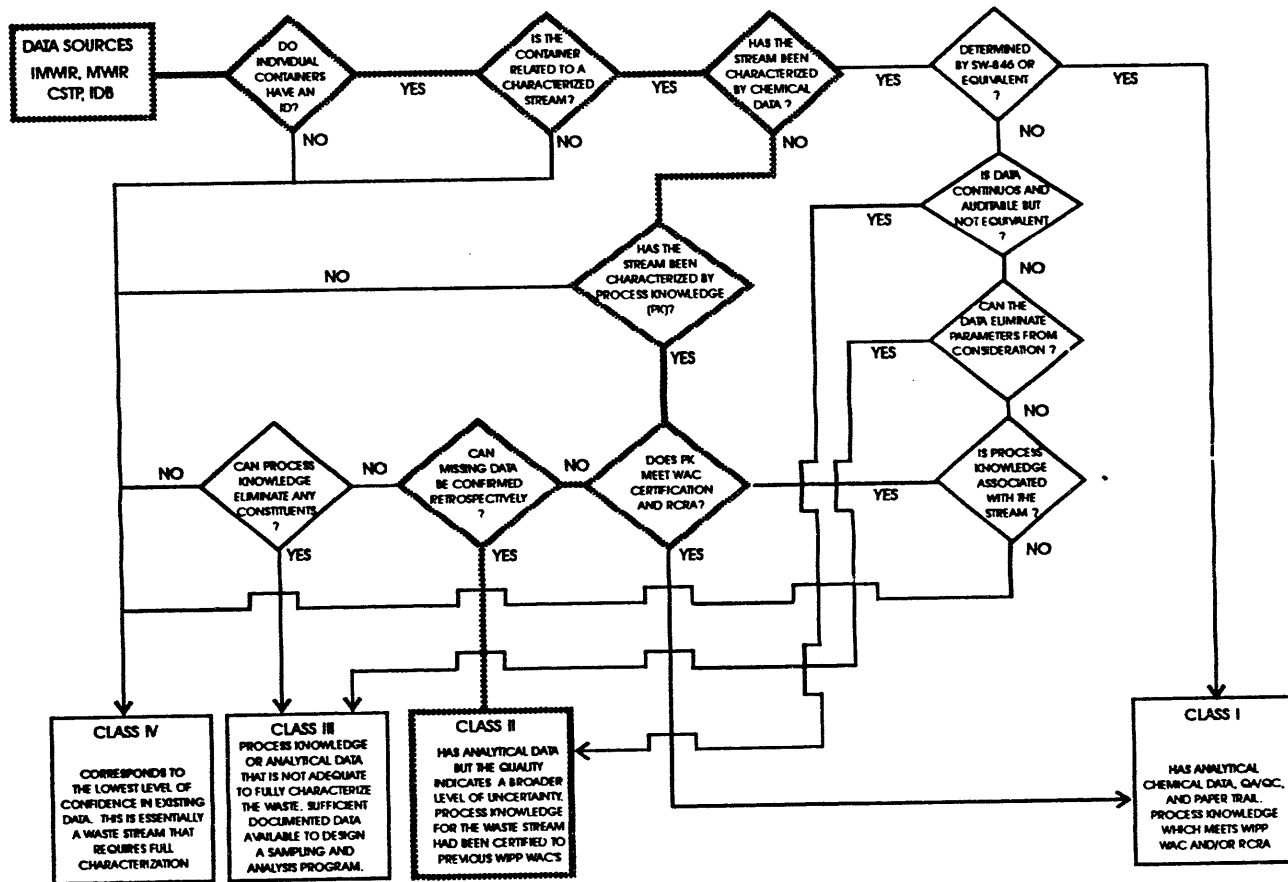 DATA SOURCES
IMWIR, MWIR
CSTP, IDB
DO
INDIVIDUAL
CONTAINERS
HAVE AN
ID?
YES
NO
IS THE
CONTAINER
RELATED TO A
CHARACTERIZED
STREAM?
YES
NO
HAS THE
STREAM BEEN
CHARACTERIZED
BY CHEMICAL
DATA ?
YES
NO
DETERMINED
BY SW-846 OR
EQUIVALENT
?
YES
NO
IS DATA
CONTINUOS AND
AUDITABLE BUT
NOT EQUIVALENT
?
YES
NO
HAS THE
STREAM BEEN
CHARACTERIZED BY
PROCESS KNOWLEDGE
(PK)?
NO
YES
CAN THE
DATA ELIMINATE
PARAMETERS FROM
CONSIDERATION ?
YES
NO
NO
CAN PROCESS
KNOWLEDGE
ELIMINATE ANY
CONSTITUENTS
?
YES
NO
CAN
MISSING DATA
BE CONFIRMED
RETROSPECTIVELY
?
YES
NO
DOES PK
MEET WAC
CERTIFICATION
AND RCRA?
YES
YES
IS PROCESS
KNOWLEDGE
ASSOCIATED
WITH THE
STREAM ?
NO
CLASS IV
CORRESPONDS TO
THE LOWEST LEVEL OF
CONFIDENCE IN EXISTING
DATA. THIS IS ESSENTIALLY
A WASTE STREAM THAT
REQUIRES FULL
CHARACTERIZATION
CLASS III
PROCESS KNOWLEDGE
OR ANALYTICAL DATA
THAT IS NOT ADEQUATE
TO FULLY CHARACTERIZE
THE WASTE. SUFFICIENT
DOCUMENTED DATA
AVAILABLE TO DESIGN
A SAMPLING AND
ANALYSIS PROGRAM.
CLASS II
HAS ANALYTICAL DATA
BUT THE QUALITY
INDICATES A BROADER
LEVEL OF UNCERTAINTY.
PROCESS KNOWLEDGE
FOR THE WASTE STREAM
HAD BEEN CERTIFIED TO
PREVIOUS WIPP WAC'S
CLASS I
HAS ANALYTICAL
CHEMICAL DATA, QA/QC,
AND PAPER TRAIL.
PROCESS KNOWLEDGE
WHICH MEETS WIPP
WAC AND/OR RCRA